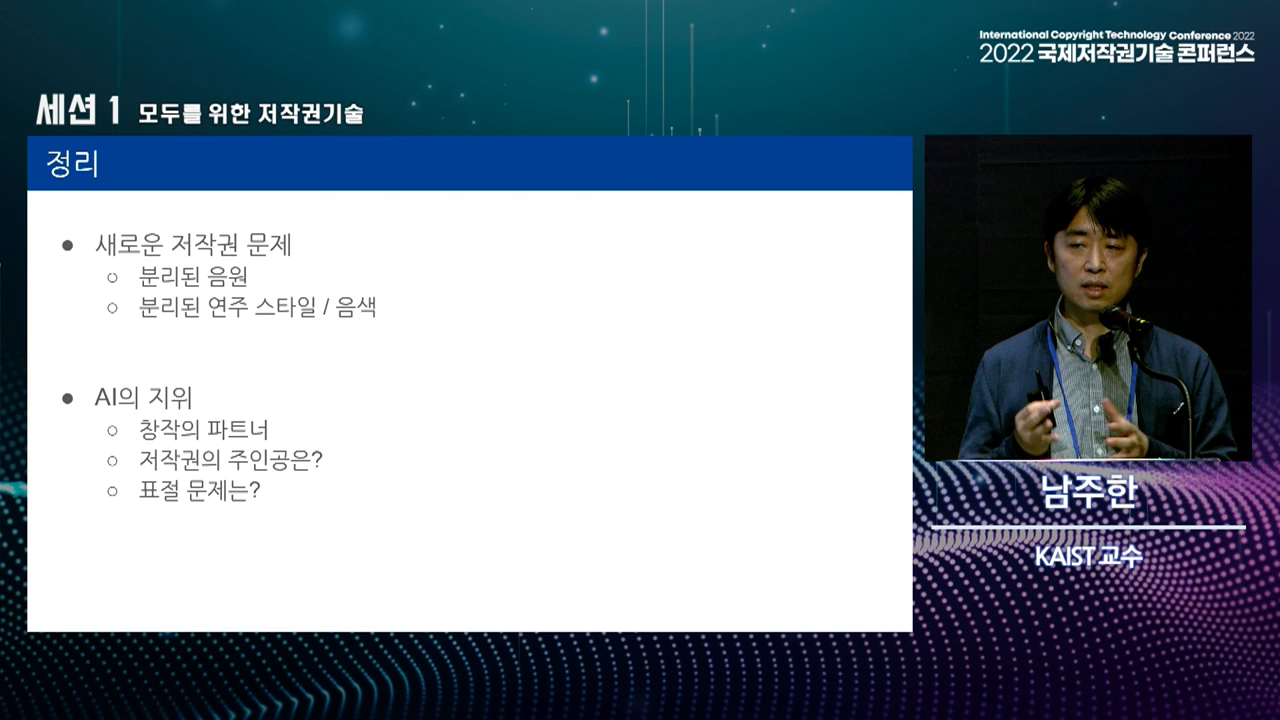 International Copyright Technology Conference 2022
2022 국제저작권기술 콘퍼런스
세션 1 모두를 위한 저작권기술
정리
● 새로운 저작권 문제
○ 분리된 음원
○ 분리된 연주 스타일 / 음색
● AI의 지위
○ 창작의 파트너
○ 저작권의 주인공은?
○ 표절 문제는?
남주한
KAIST 교수